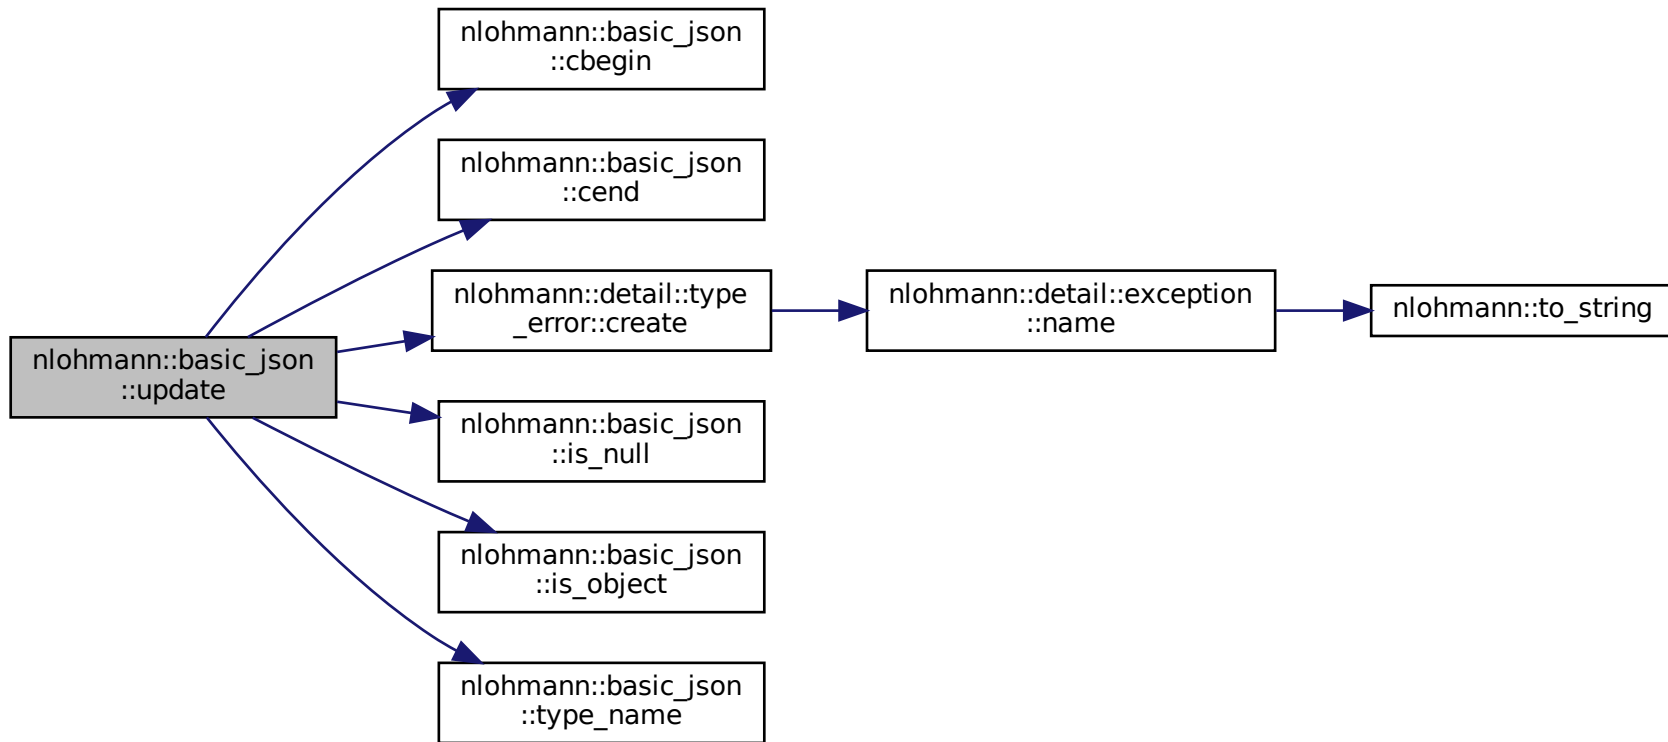 nlohmann::basic_json
::update
nlohmann::basic_json
::cbegin
nlohmann::basic_json
::cend
nlohmann::detail::type
_error::create
nlohmann::detail::exception
::name
nlohmann::to_string
nlohmann::basic_json
::is_null
nlohmann::basic_json
::is_object
nlohmann::basic_json
::type_name